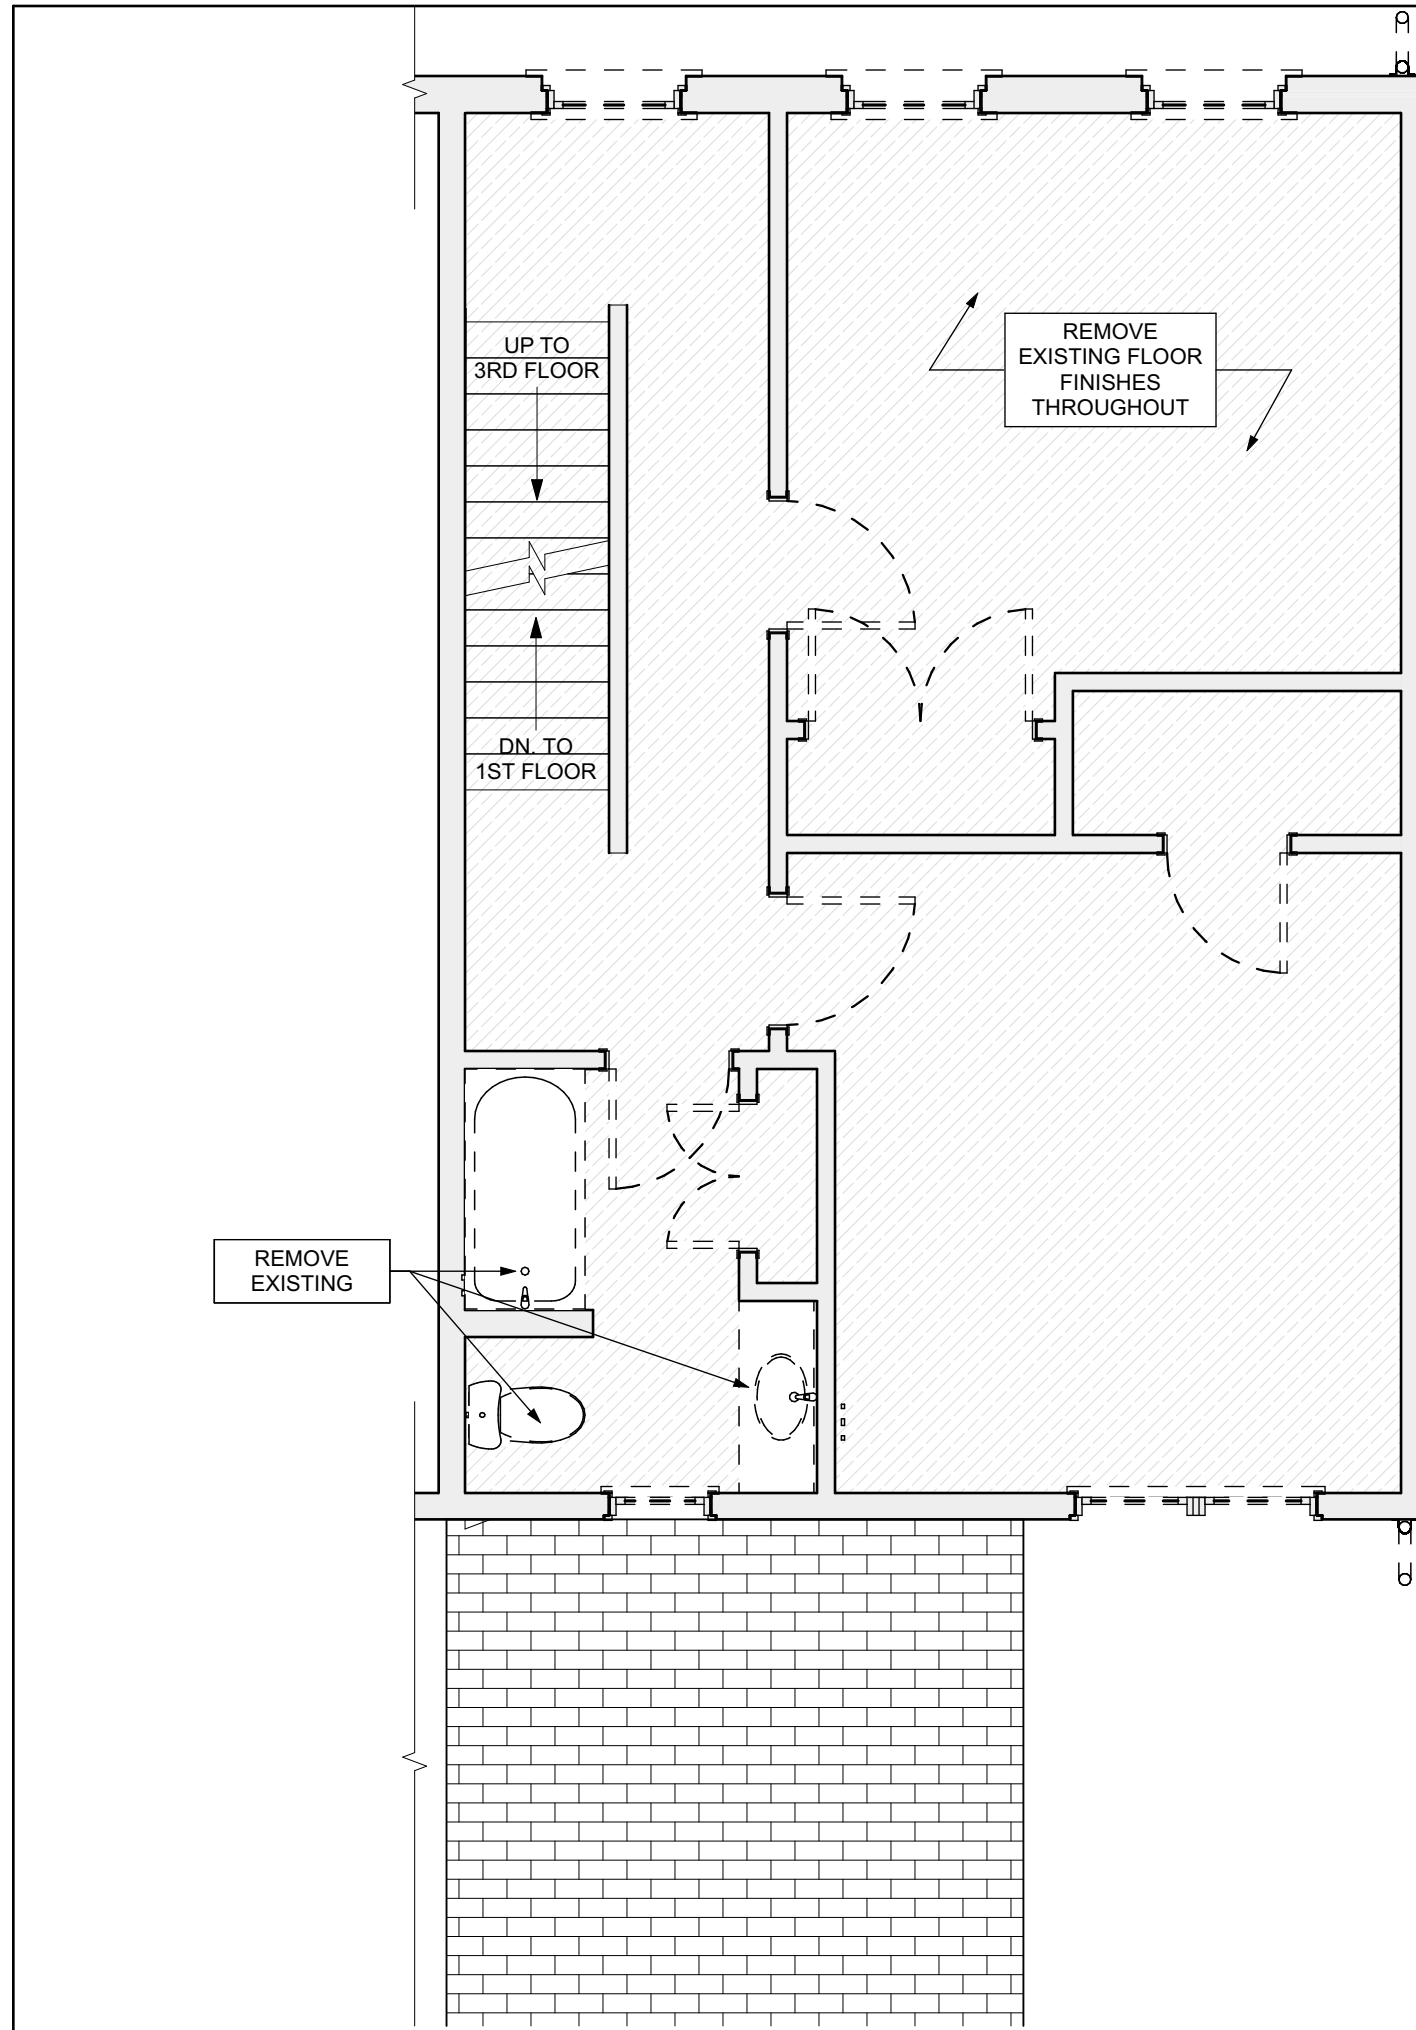 UP TO
3RD FLOOR
REMOVE
EXISTING FLOOR
FINISHES
THROUGHOUT
DN. TO
1ST FLOOR
REMOVE
EXISTING